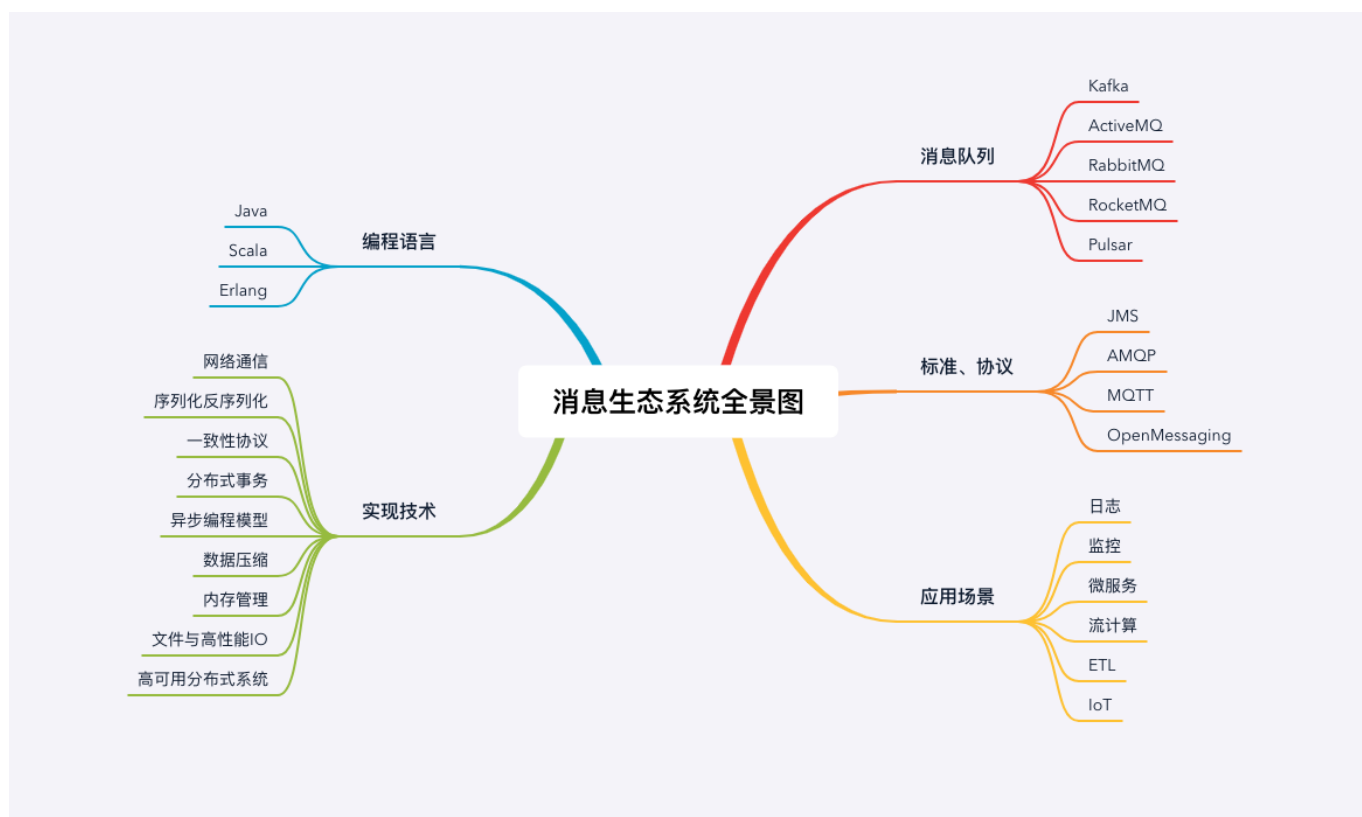 消息生态系统全景图
消息队列
Kafka
ActiveMQ
RabbitMQ
RocketMQ
Pulsar
标准、协议
JMS
AMQP
MQTT
OpenMessaging
应用场景
日志
监控
微服务
流计算
ETL
IoT
编程语言
Java
Scala
Erlang
实现技术
网络通信
序列化反序列化
一致性协议
分布式事务
异步编程模型
数据压缩
内存管理
文件与高性能IO
高可用分布式系统